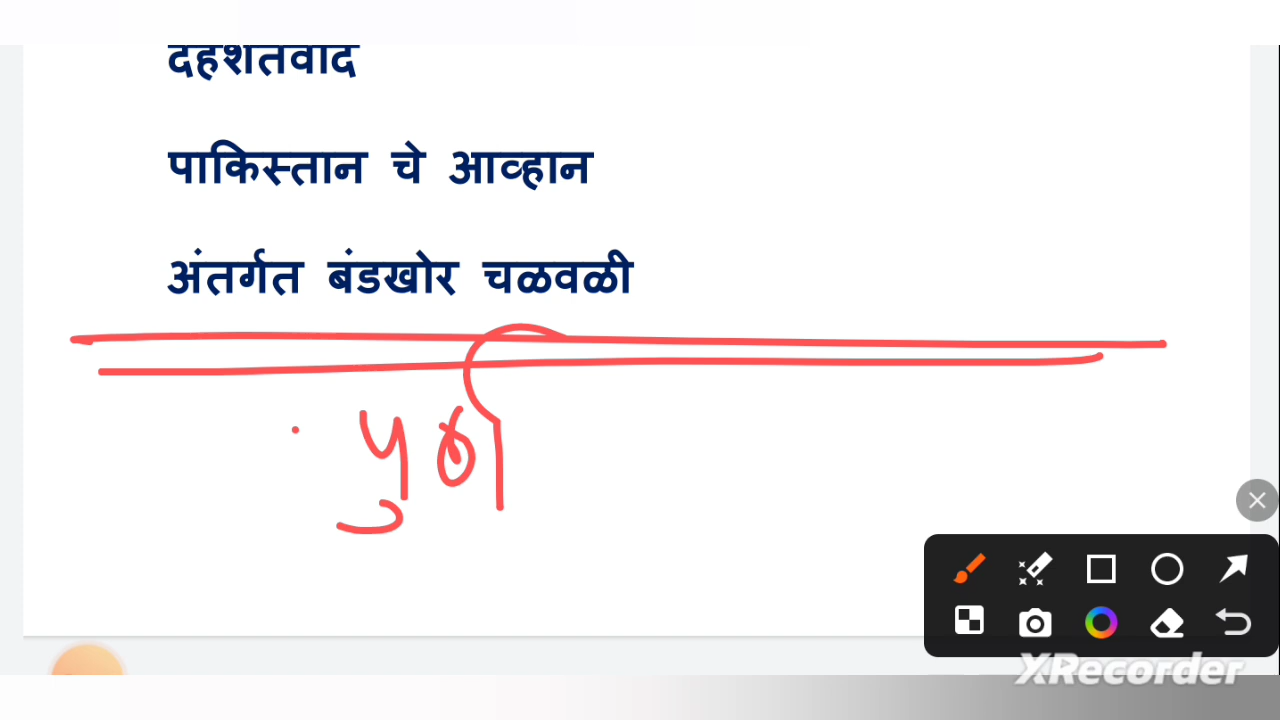 दहशतवाद
पाकिस्तान चे आव्हान
अंतर्गत बंडखोर चळवळी
XRecorder